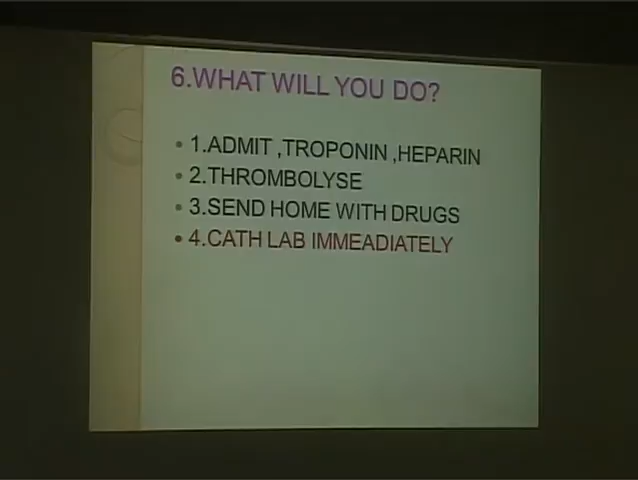 6.WHAT WILL YOU DO?
• 1.ADMIT ,TROPONIN ,HEPARIN
• 2.THROMBOLYSE
• 3.SEND HOME WITH DRUGS
• 4.CATH LAB IMMEADIATELY